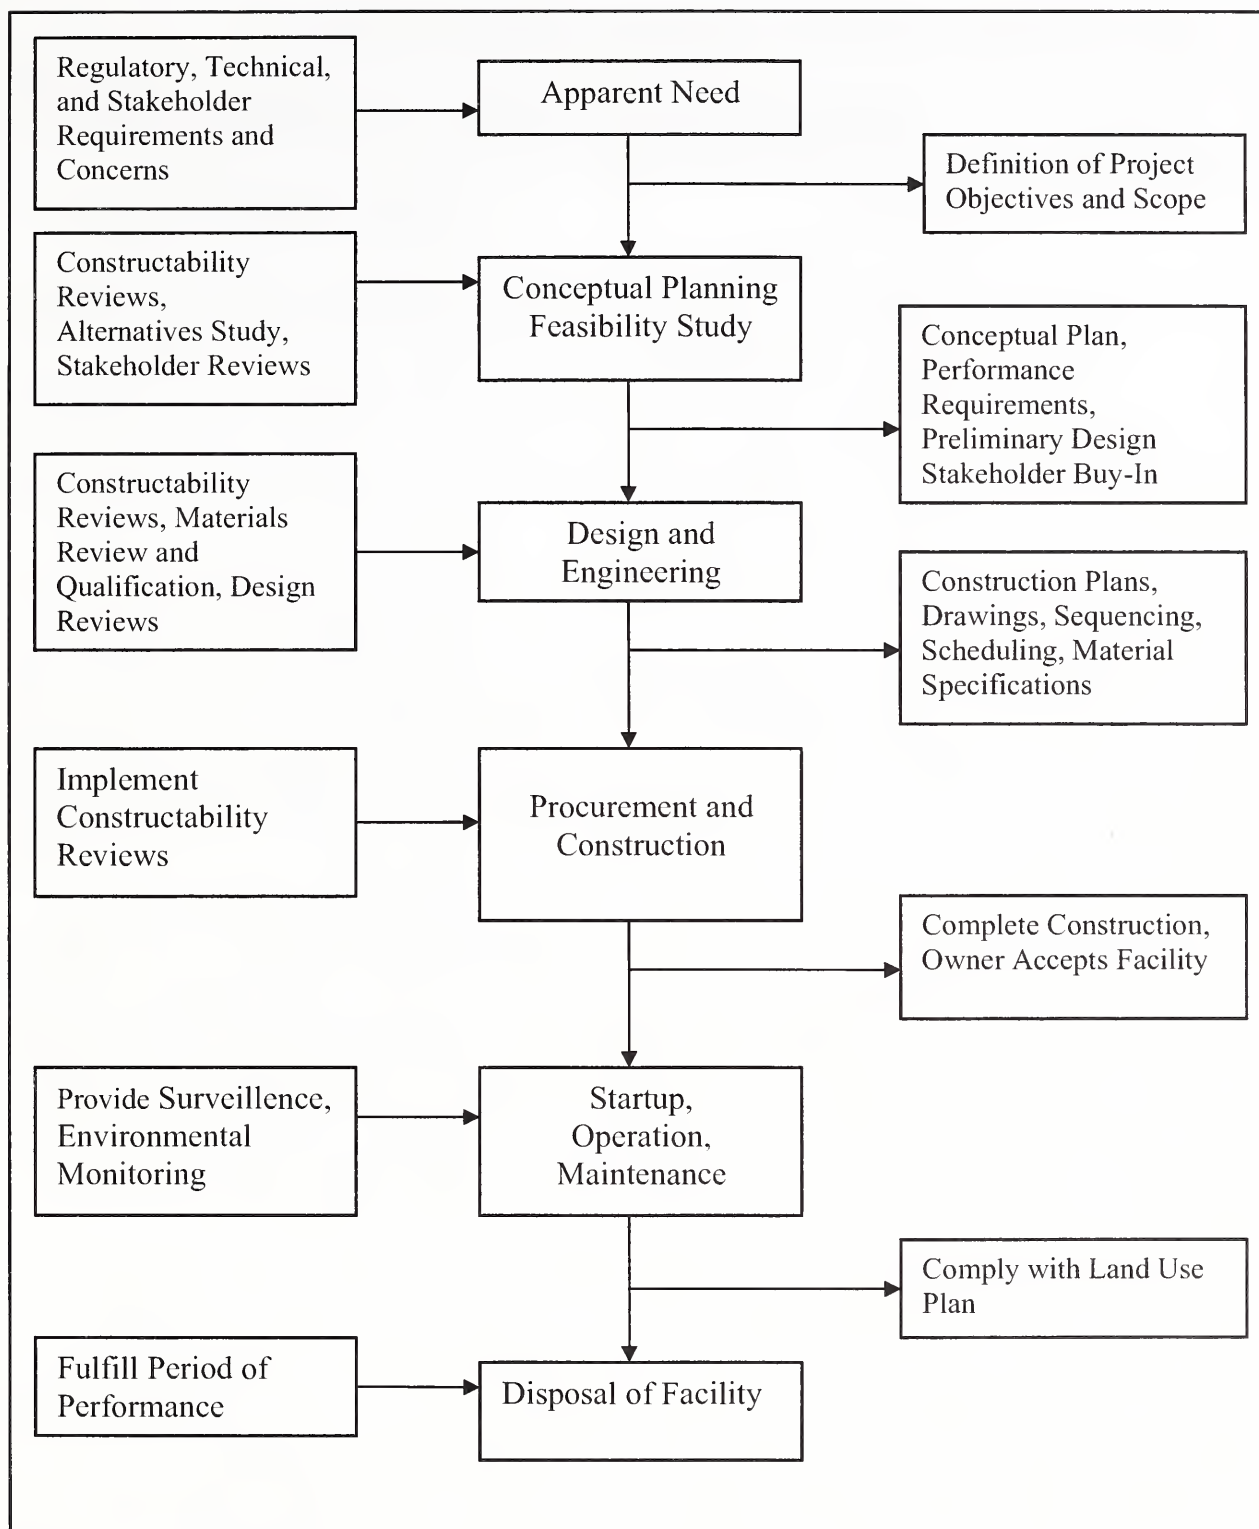 Regulatory, Technical,
and Stakeholder
Requirements and
Concerns
Apparent Need
Definition of Project
Objectives and Scope
Constructability
Reviews,
Alternatives Study,
Stakeholder Reviews
Conceptual Planning
Feasibility Study
Conceptual Plan,
Performance
Requirements,
Preliminary Design
Stakeholder Buy-In
Constructability
Reviews, Materials
Review and
Qualification, Design
Reviews
Design and
Engineering
Construction Plans,
Drawings, Sequencing,
Scheduling, Material
Specifications
Implement
Constructability
Reviews
Procurement and
Construction
Complete Construction,
Owner Accepts Facility
Provide Surveillence,
Environmental
Monitoring
Startup,
Operation,
Maintenance
Comply with Land Use
Plan
Fulfill Period of
Performance
Disposal of Facility